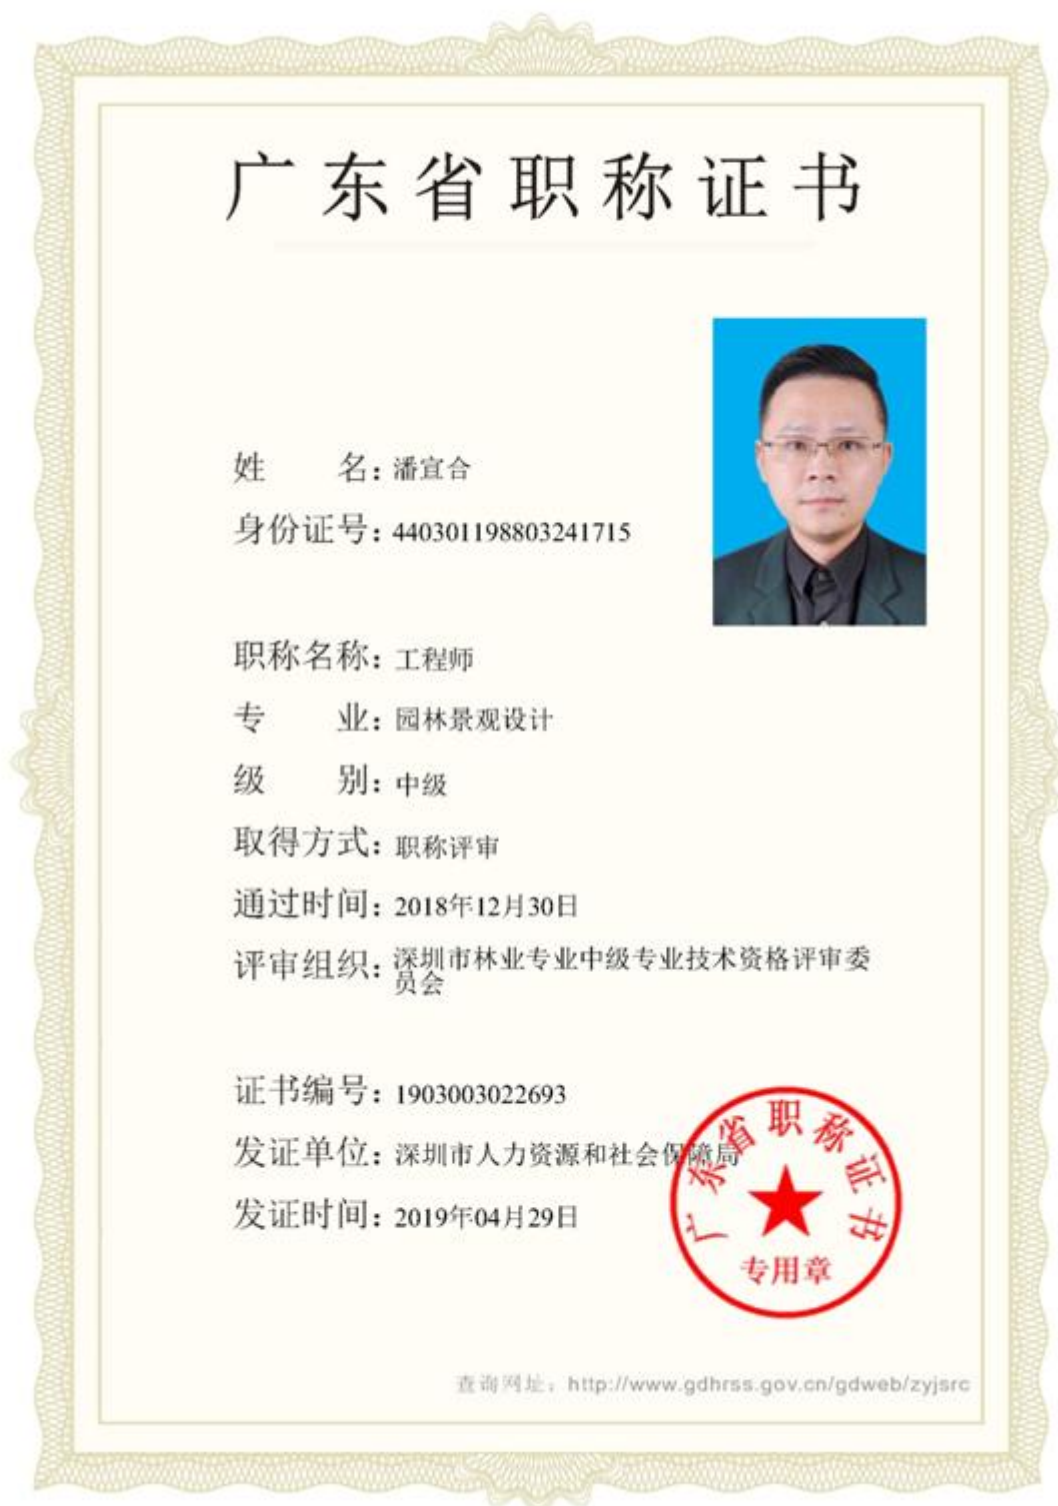 广东省职称证书
姓 名：潘宣合
身份证号：440301198803241715
职称名称：工程师
专 业：园林景观设计
级 别：中级
取得方式：职称评审
通过时间：2018年12月30日
评审组织：深圳市林业专业中级专业技术资格评审委
员会
证书编号：1903003022693
发证单位：深圳市人力资源和社会保障局
发证时间：2019年04月29日
广东省职称证书
专用章
查询网址：http://www.gdhrss.gov.cn/gdweb/zyjsrc